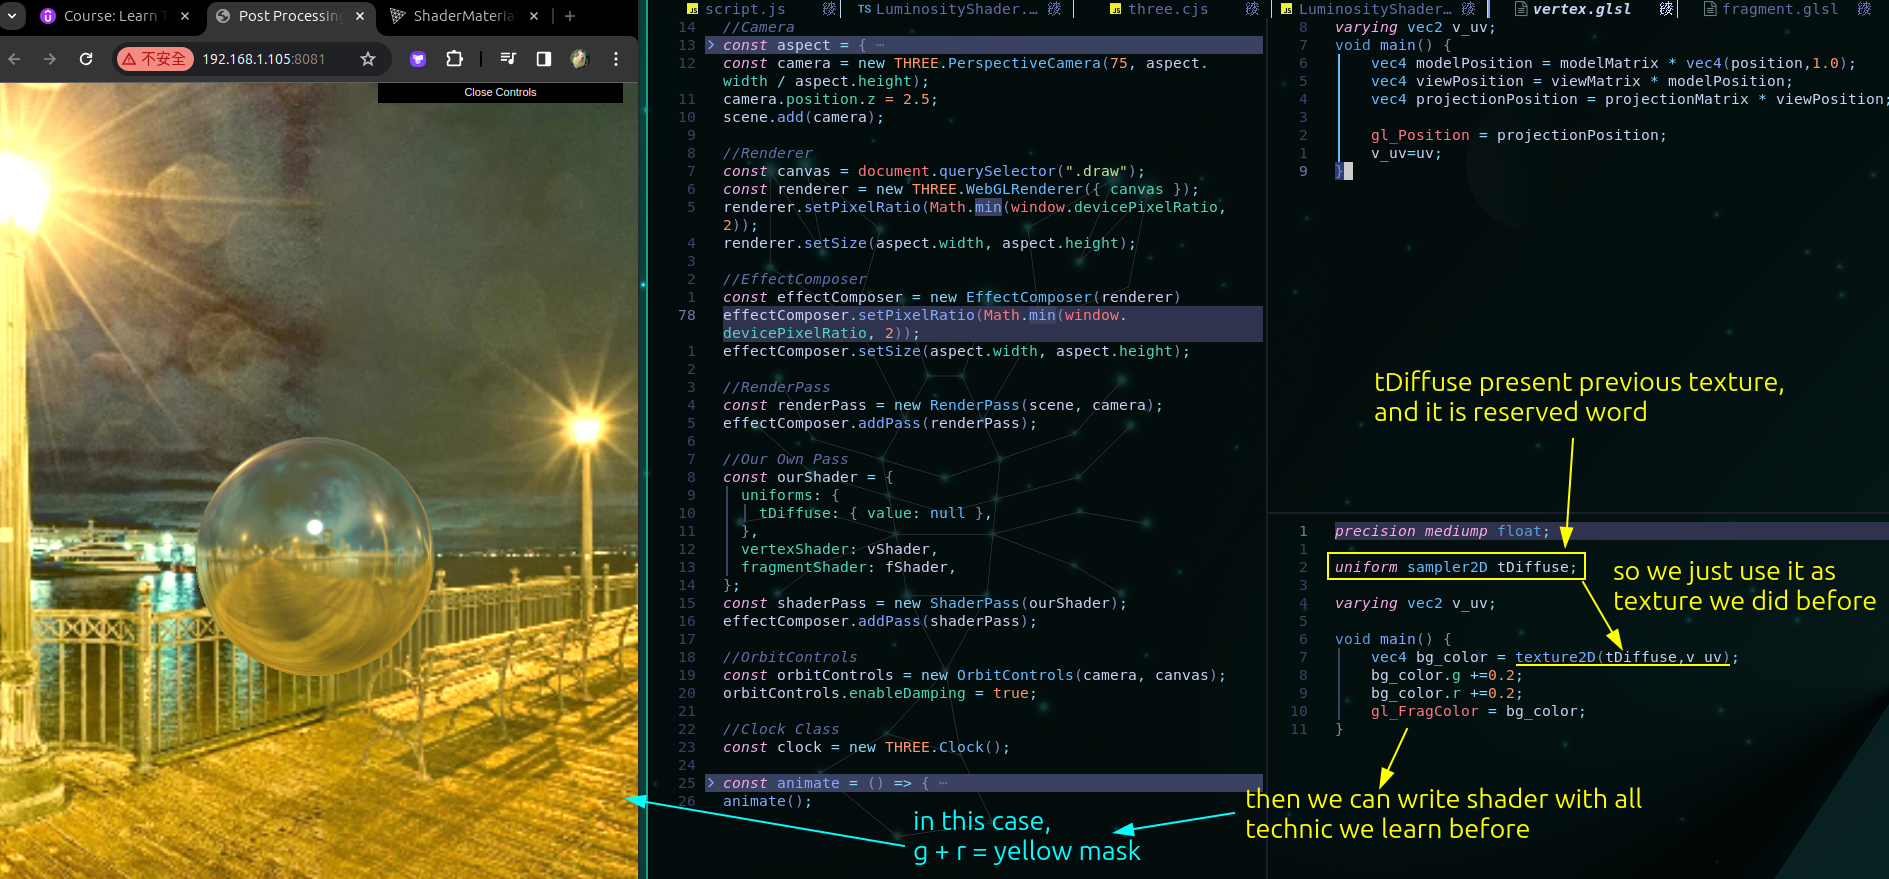 Course: Learn T
Post Processing
ShaderMateria
不安全 192.168.1.105:8081
Close Controls
script.js
TS LuminosityShader....
JS three.cjs
JS LuminosityShader...
vertex.glsl
fragment.glsl
14 //Camera
13 const aspect = { ⋯
12 const camera = new THREE.PerspectiveCamera(75, aspect.
width / aspect.height);
11 camera.position.z = 2.5;
10 scene.add(camera);
9
8 //Renderer
7 const canvas = document.querySelector(".draw");
6 const renderer = new THREE.WebGLRenderer({ canvas });
5 renderer.setPixelRatio(Math.min(window.devicePixelRatio,
2));
4 renderer.setSize(aspect.width, aspect.height);
3
2 //EffectComposer
1 const effectComposer = new EffectComposer(renderer)
78 effectComposer.setPixelRatio(Math.min(window.
devicePixelRatio, 2));
1 effectComposer.setSize(aspect.width, aspect.height);
2
3 //RenderPass
4 const renderPass = new RenderPass(scene, camera);
5 effectComposer.addPass(renderPass);
6
7 //Our Own Pass
8 const ourShader = {
9 uniforms: {
10 tDiffuse: { value: null },
11 },
12 vertexShader: vShader,
13 fragmentShader: fShader,
14 };
15 const shaderPass = new ShaderPass(ourShader);
16 effectComposer.addPass(shaderPass);
17
18 //OrbitControls
19 const orbitControls = new OrbitControls(camera, canvas);
20 orbitControls.enableDamping = true;
21
22 //Clock Class
23 const clock = new THREE.Clock();
24
25 const animate = () => { ⋯
26 animate();
in this case,
g + r = yellow mask
8 varying vec2 v_uv;
7 void main() {
6 vec4 modelPosition = modelMatrix * vec4(position,1.0);
5 vec4 viewPosition = viewMatrix * modelPosition;
4 vec4 projectionPosition = projectionMatrix * viewPosition;
3
2 gl_Position = projectionPosition;
1 v_uv=uv;
9 }
tDiffuse present previous texture,
and it is reserved word
1 precision mediump float;
1
2 uniform sampler2D tDiffuse;
3
4 varying vec2 v_uv;
5
6 void main() {
7 vec4 bg_color = texture2D(tDiffuse,v_uv);
8 bg_color.g +=0.2;
9 bg_color.r +=0.2;
10 gl_FragColor = bg_color;
11 }
so we just use it as
texture we did before
then we can write shader with all
technic we learn before